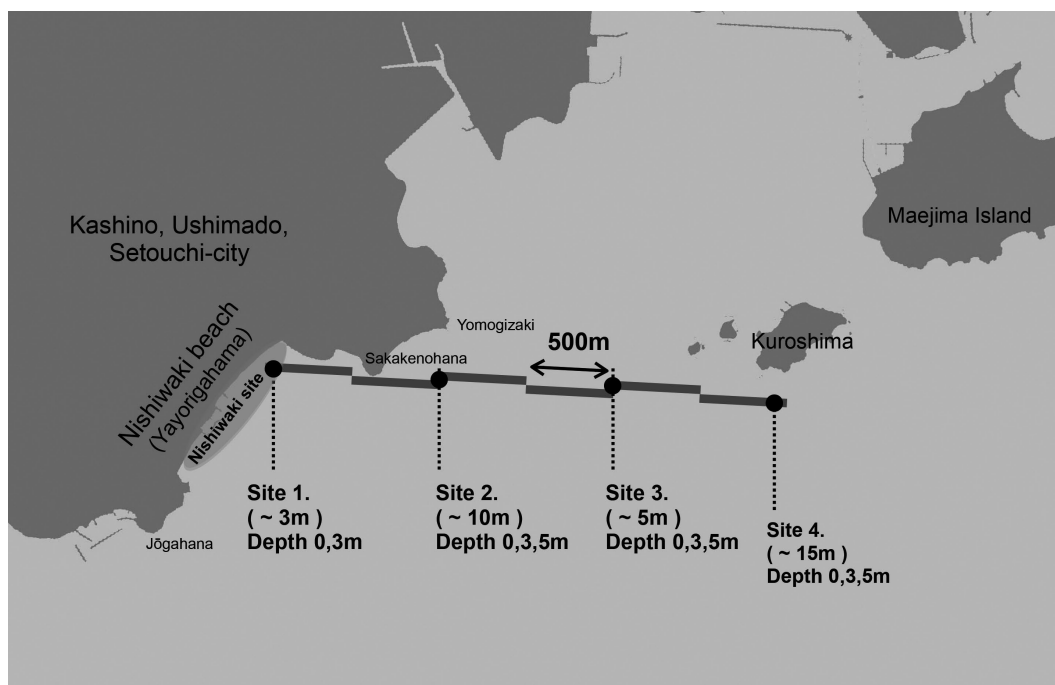 Kashino, Ushimado,
Setouchi-city
Maejima Island
Nishiwaki beach
(Yayorigahama)
Nishiwaki site
Yomogizaki
Sakakenohana
500m
Kuroshima
Jōgahana
Site 1.
( ~ 3m )
Depth 0,3m
Site 2.
( ~ 10m )
Depth 0,3,5m
Site 3.
( ~ 5m )
Depth 0,3,5m
Site 4.
( ~ 15m )
Depth 0,3,5m